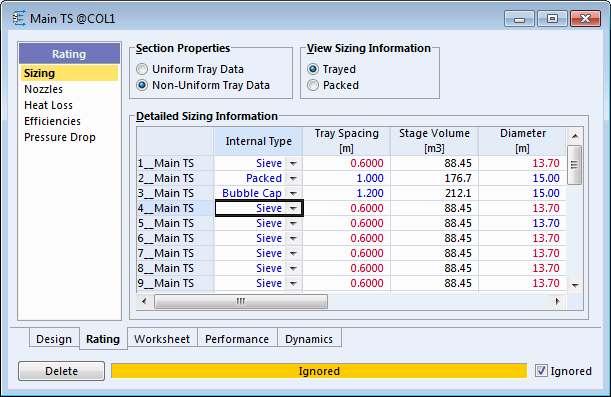 Main TS @COL1
Rating
Sizing
Nozzles
Heat Loss
Efficiencies
Pressure Drop
Section Properties
Uniform Tray Data
Non-Uniform Tray Data
View Sizing Information
Trayed
Packed
Detailed Sizing Information
Internal Type Tray Spacing [m] Stage Volume [m3] Diameter [m]
1__Main TS Sieve 0.6000 88.45 13.70
2__Main TS Packed 1.000 176.7 15.00
3__Main TS Bubble Cap 1.200 212.1 15.00
4__Main TS Sieve 0.6000 88.45 13.70
5__Main TS Sieve 0.6000 88.45 13.70
6__Main TS Sieve 0.6000 88.45 13.70
7__Main TS Sieve 0.6000 88.45 13.70
8__Main TS Sieve 0.6000 88.45 13.70
9__Main TS Sieve 0.6000 88.45 13.70
Design Rating Worksheet Performance Dynamics
Delete Ignored Ignored